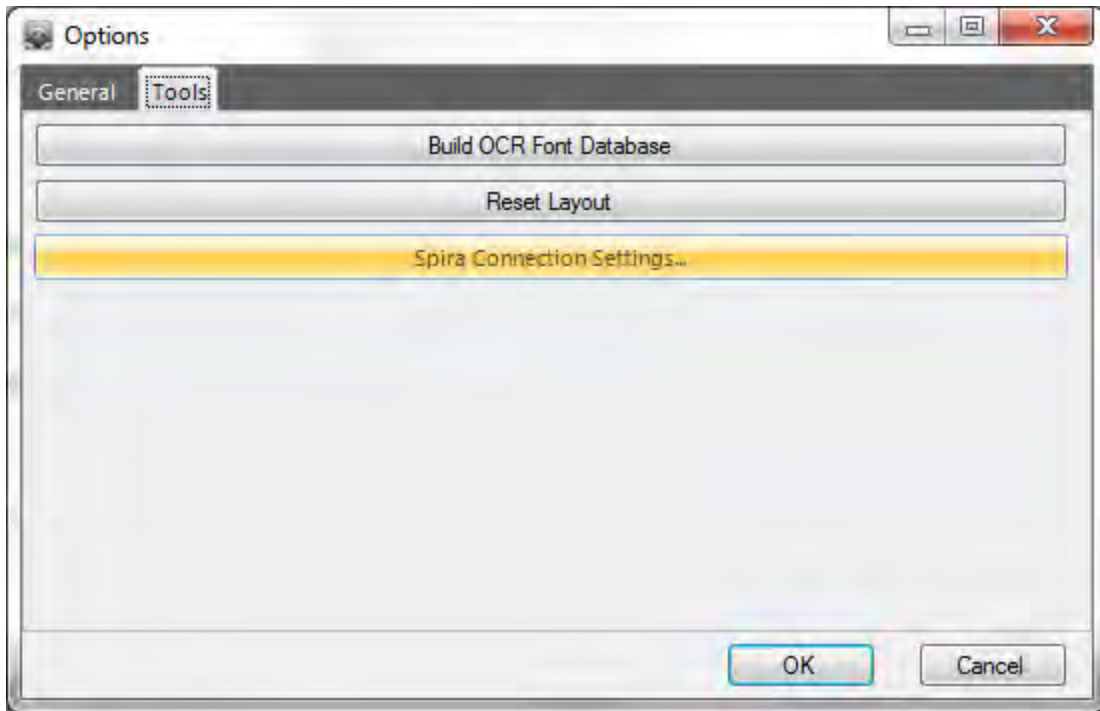 Options
General Tools
Build OCR Font Database
Reset Layout
Spira Connection Settings...
OK Cancel